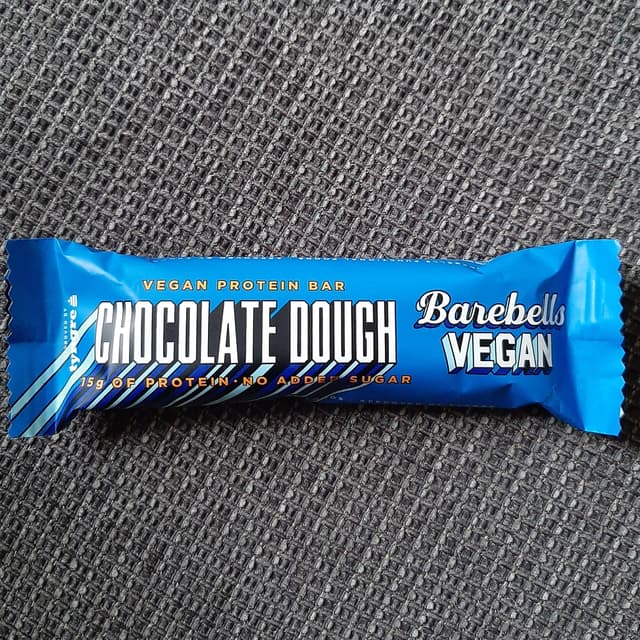 VEGAN PROTEIN BAR
CHOCOLATE DOUGH
15g OF PROTEIN · NO ADDED SUGAR
Barebells
VEGAN